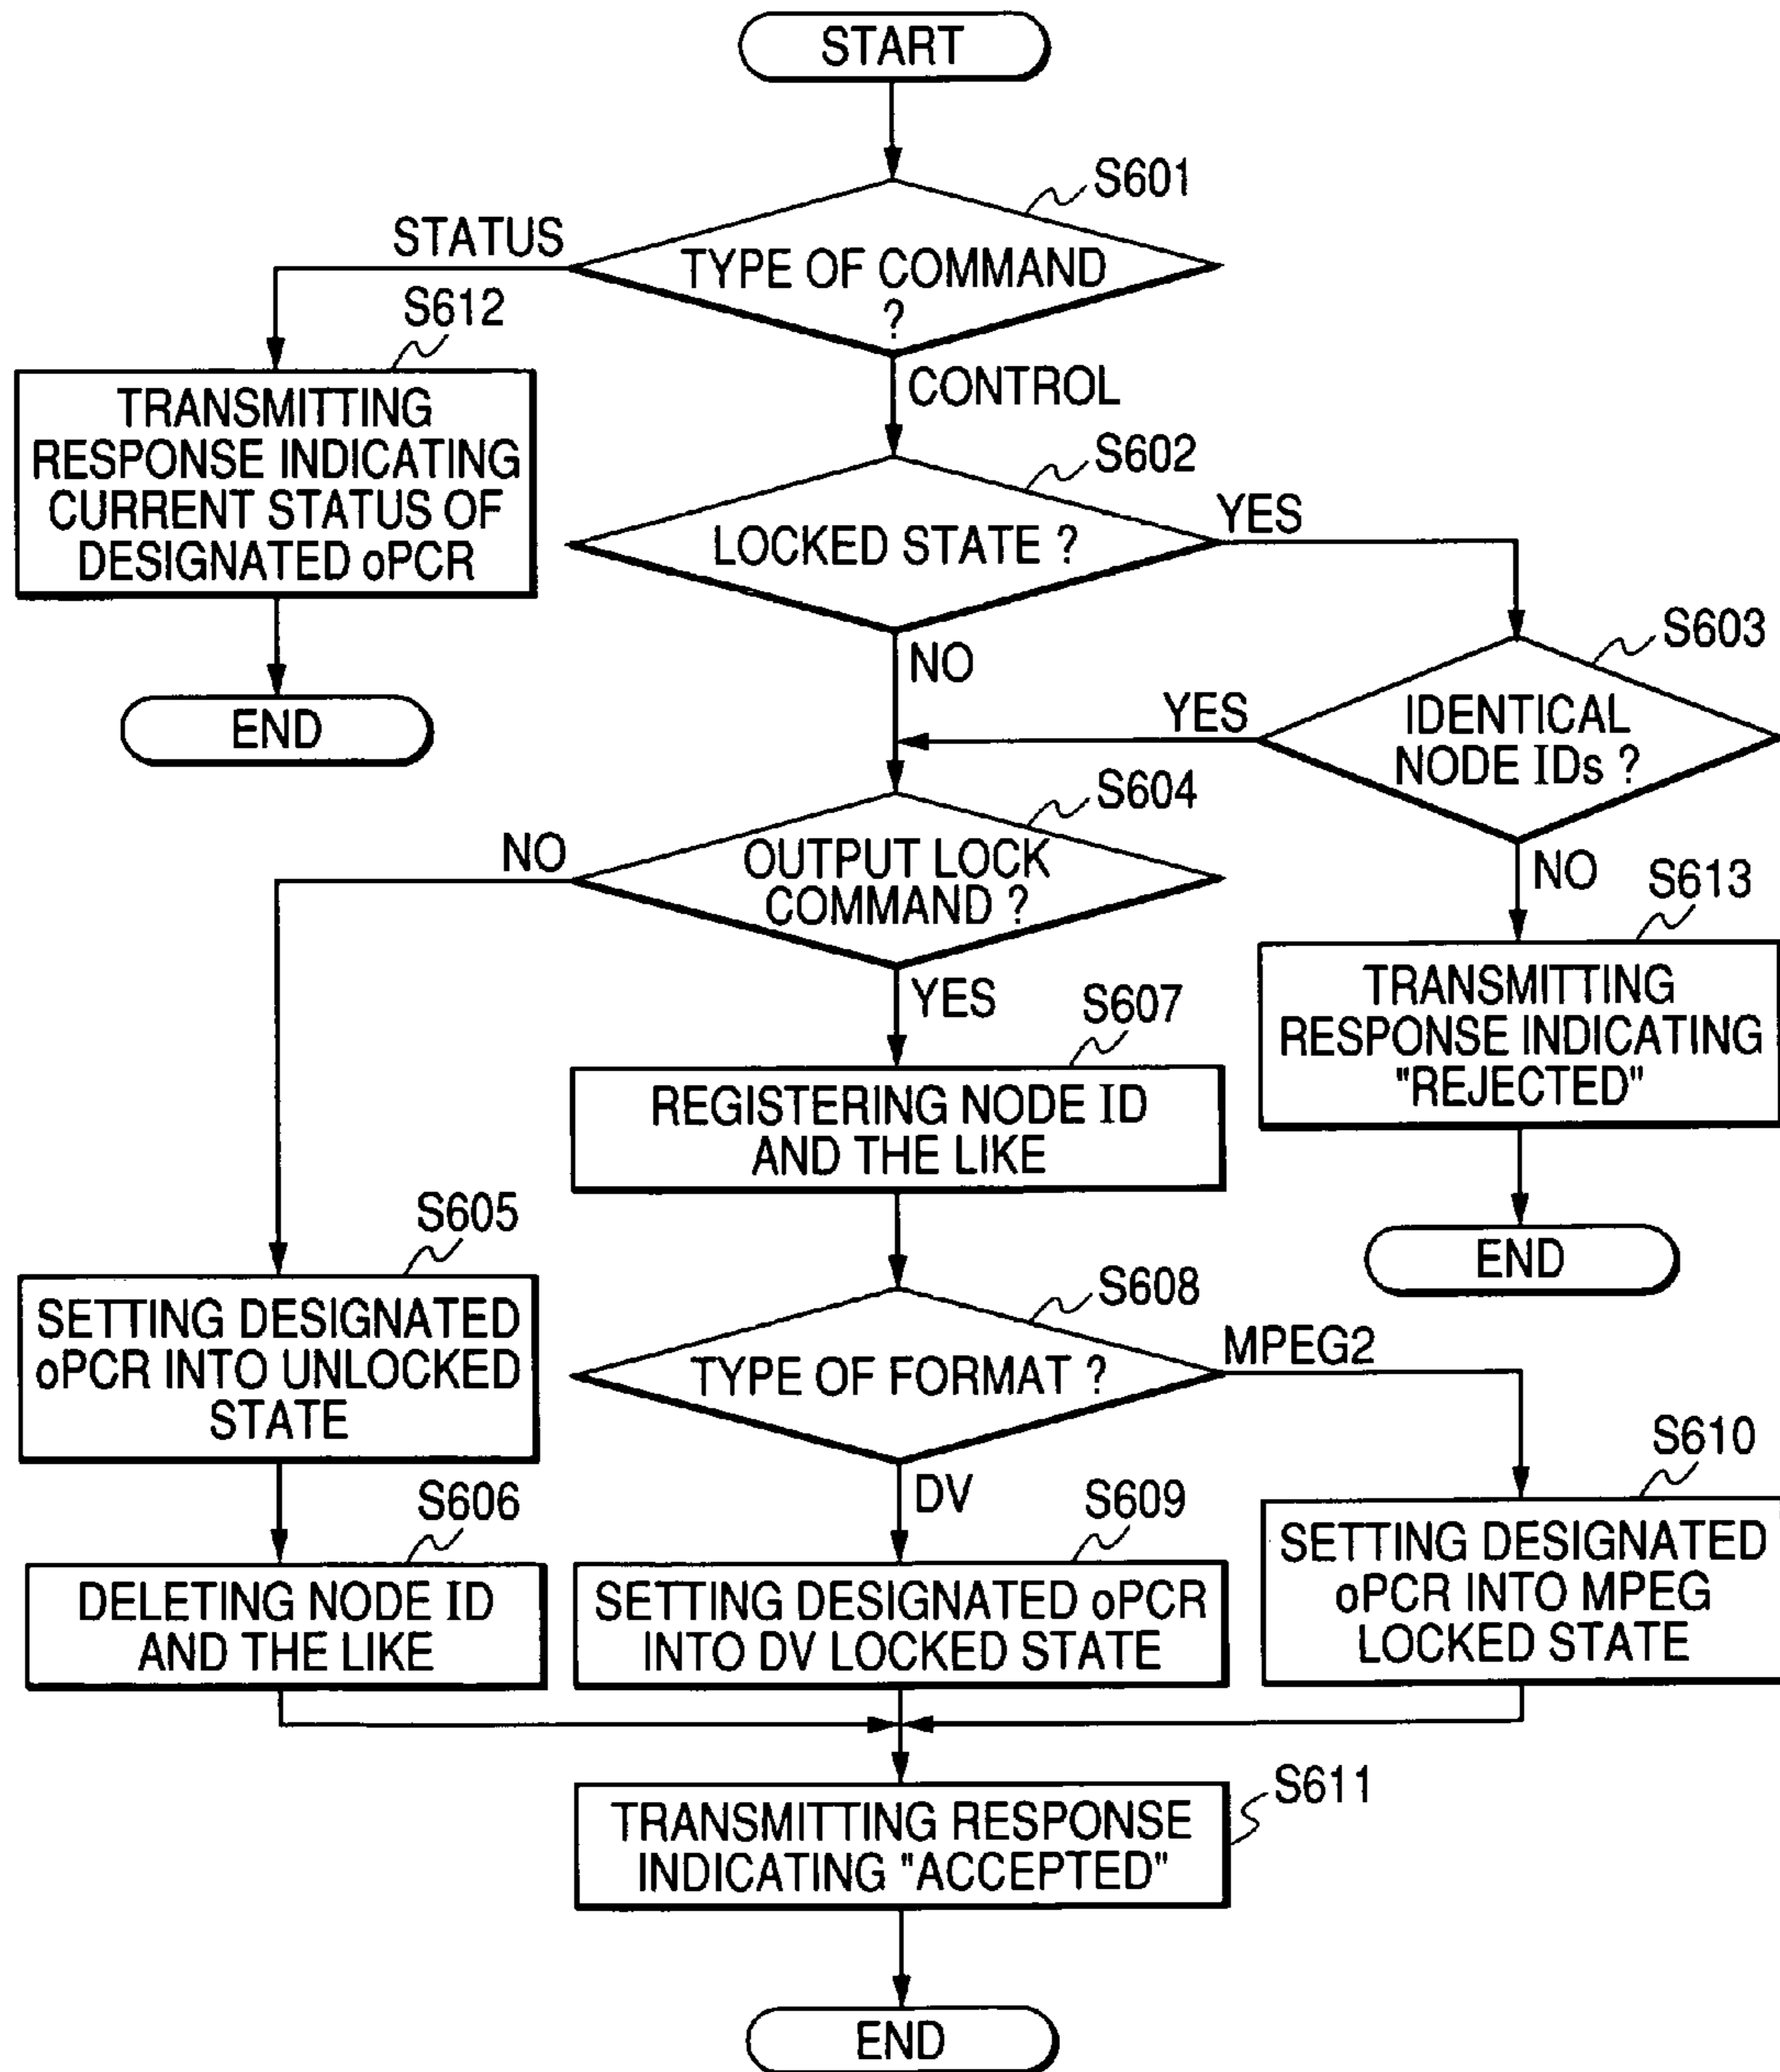 START
S601
STATUS
TYPE OF COMMAND
?
S612
CONTROL
TRANSMITTING
RESPONSE INDICATING
CURRENT STATUS OF
DESIGNATED oPCR
S602
YES
LOCKED STATE ?
NO
S603
END
YES
IDENTICAL
NODE IDs ?
S604
NO
OUTPUT LOCK
COMMAND ?
NO
S613
YES
S607
TRANSMITTING
RESPONSE INDICATING
"REJECTED"
REGISTERING NODE ID
AND THE LIKE
S605
END
SETTING DESIGNATED
oPCR INTO UNLOCKED
STATE
S608
MPEG2
TYPE OF FORMAT ?
S610
S606
DV
S609
SETTING DESIGNATED
oPCR INTO MPEG
LOCKED STATE
DELETING NODE ID
AND THE LIKE
SETTING DESIGNATED oPCR
INTO DV LOCKED STATE
S611
TRANSMITTING RESPONSE
INDICATING "ACCEPTED"
END